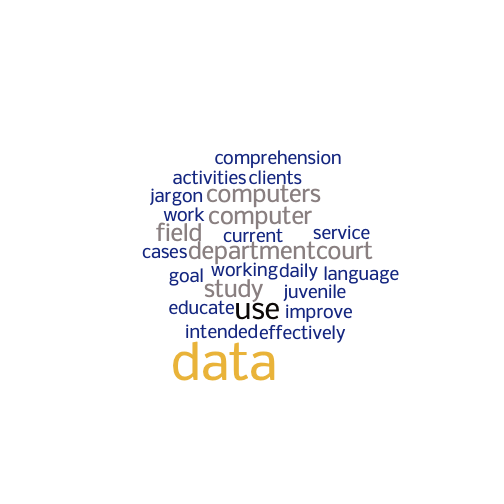 comprehension
activities clients
jargon computers
work computer
field current service
cases department court
goal working daily language
study juvenile
educate use improve
intended effectively
data